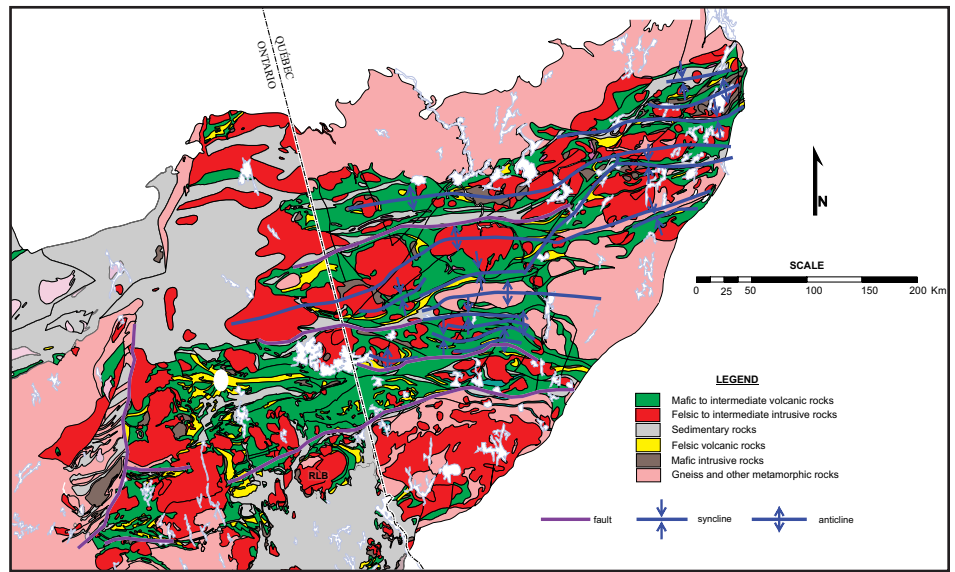 QUEBEC
ONTARIO
N
SCALE
0 25 50 100 150 200 Km
RLB
LEGEND
Mafic to intermediate volcanic rocks
Felsic to intermediate intrusive rocks
Sedimentary rocks
Felsic volcanic rocks
Mafic intrusive rocks
Gneiss and other metamorphic rocks
fault syncline anticline